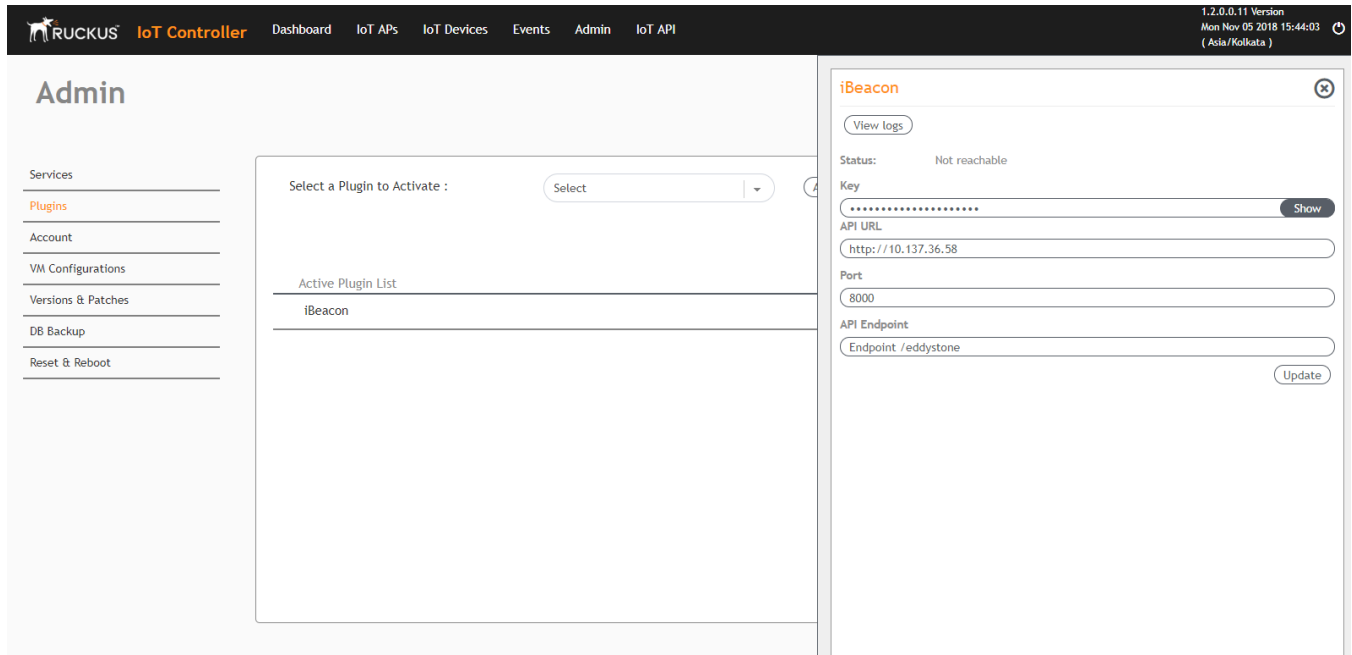 RUCKUS IoT Controller Dashboard IoT APs IoT Devices Events Admin IoT API
1.2.0.0.11 Version
Mon Nov 05 2018 15:44:03
( Asia/Kolkata )
Admin
Services
Plugins
Account
VM Configurations
Versions & Patches
DB Backup
Reset & Reboot
Select a Plugin to Activate : Select
Active Plugin List
iBeacon
iBeacon
View logs
Status: Not reachable
Key
••••••••••••••••••••• Show
API URL
http://10.137.36.58
Port
8000
API Endpoint
Endpoint /eddystone
Update